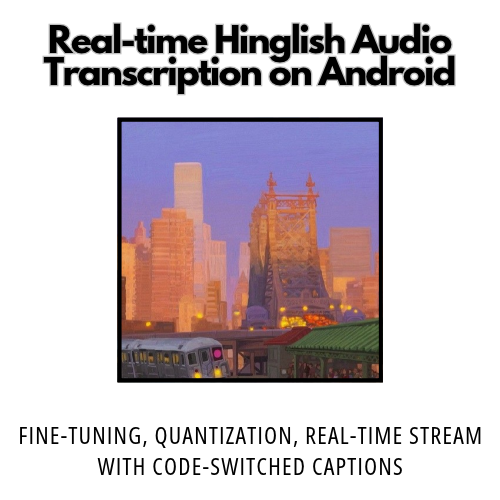 Real-time Hinglish Audio
Transcription on Android
FINE-TUNING, QUANTIZATION, REAL-TIME STREAM
WITH CODE-SWITCHED CAPTIONS